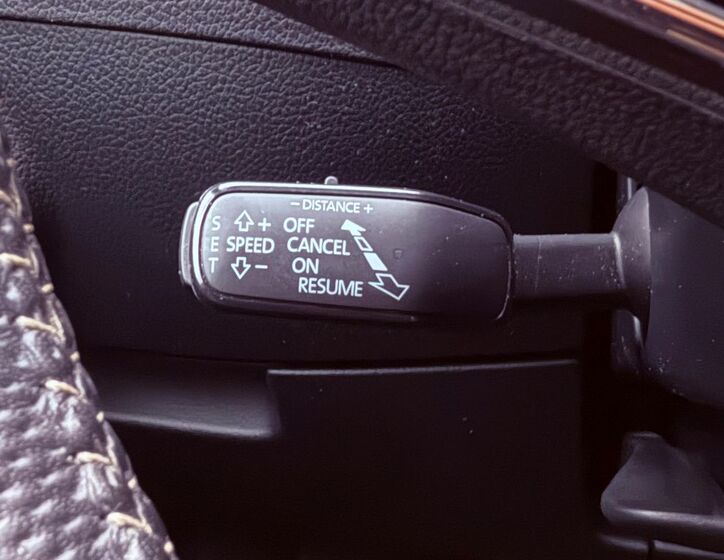 - DISTANCE +
S + OFF
E SPEED CANCEL
T - ON
RESUME